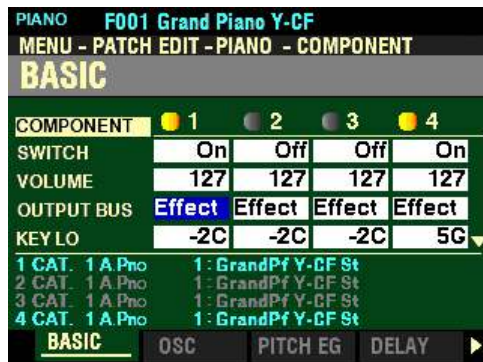 PIANO F001 Grand Piano Y-CF
MENU - PATCH EDIT - PIANO - COMPONENT
BASIC
COMPONENT 1 2 3 4
SWITCH On Off Off On
VOLUME 127 127 127 127
OUTPUT BUS Effect Effect Effect Effect
KEY LO -2C -2C -2C 5G
1 CAT. 1 A.Pno 1 : GrandPf Y-CF St
2 CAT. 1 A.Pno 1 : GrandPf Y-CF St
3 CAT. 1 A.Pno 1 : GrandPf Y-CF St
4 CAT. 1 A.Pno 1 : GrandPf Y-CF St
BASIC OSC PITCH EG DELAY